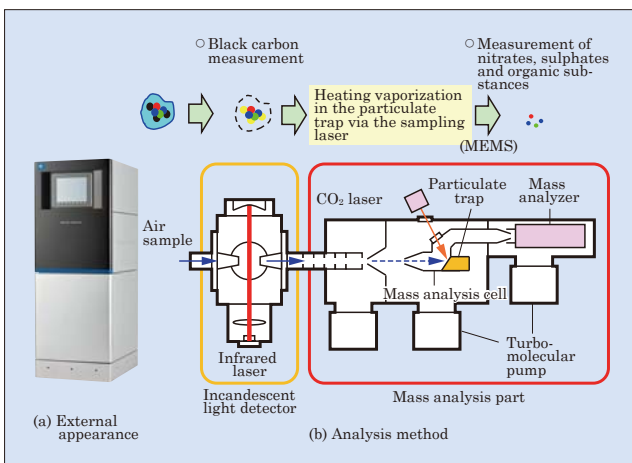 ○ Black carbon
measurement
○ Measurement of
nitrates, sulphates
and organic sub-
stances
Heating vaporization
in the particulate
trap via the sampling
laser
(MEMS)
CO₂ laser
Particulate
trap
Mass
analyzer
Air
sample
Mass analysis cell
Infrared
laser
Turbo-
molecular
pump
Incandescent
light detector
Mass analysis part
(a) External
appearance
(b) Analysis method